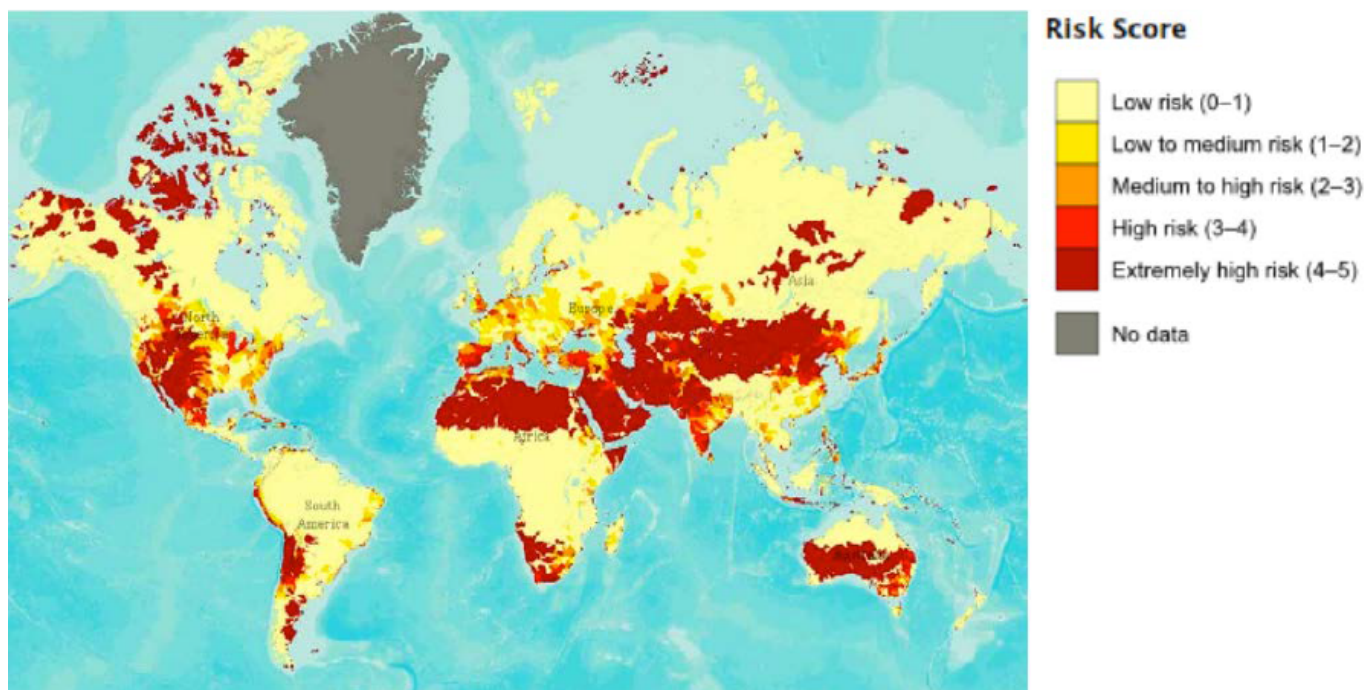 Risk Score
Low risk (0–1)
Low to medium risk (1–2)
Medium to high risk (2–3)
High risk (3–4)
Extremely high risk (4–5)
No data
Asia
Europe
North
Africa
South
America